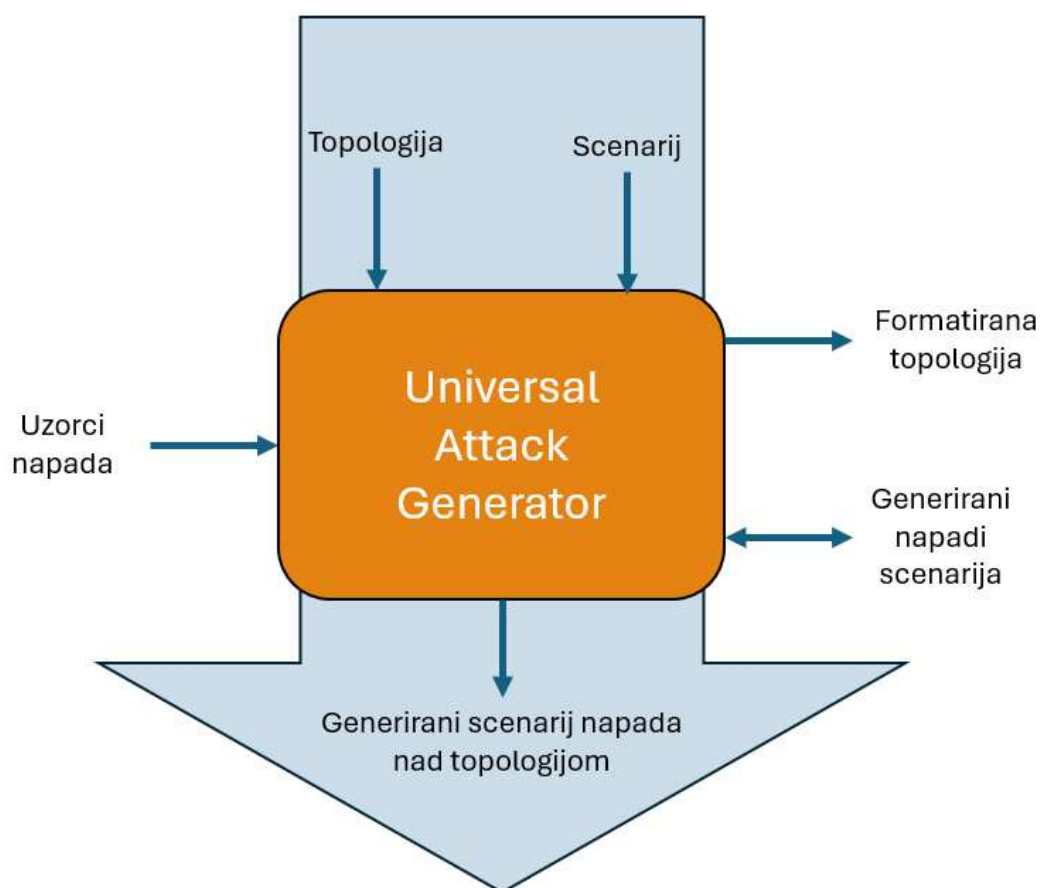 Topologija
Scenarij
Formatirana
topologija
Universal
Attack
Generator
Uzorci
napada
Generirani
napadi
scenarija
Generirani scenarij napada
nad topologijom